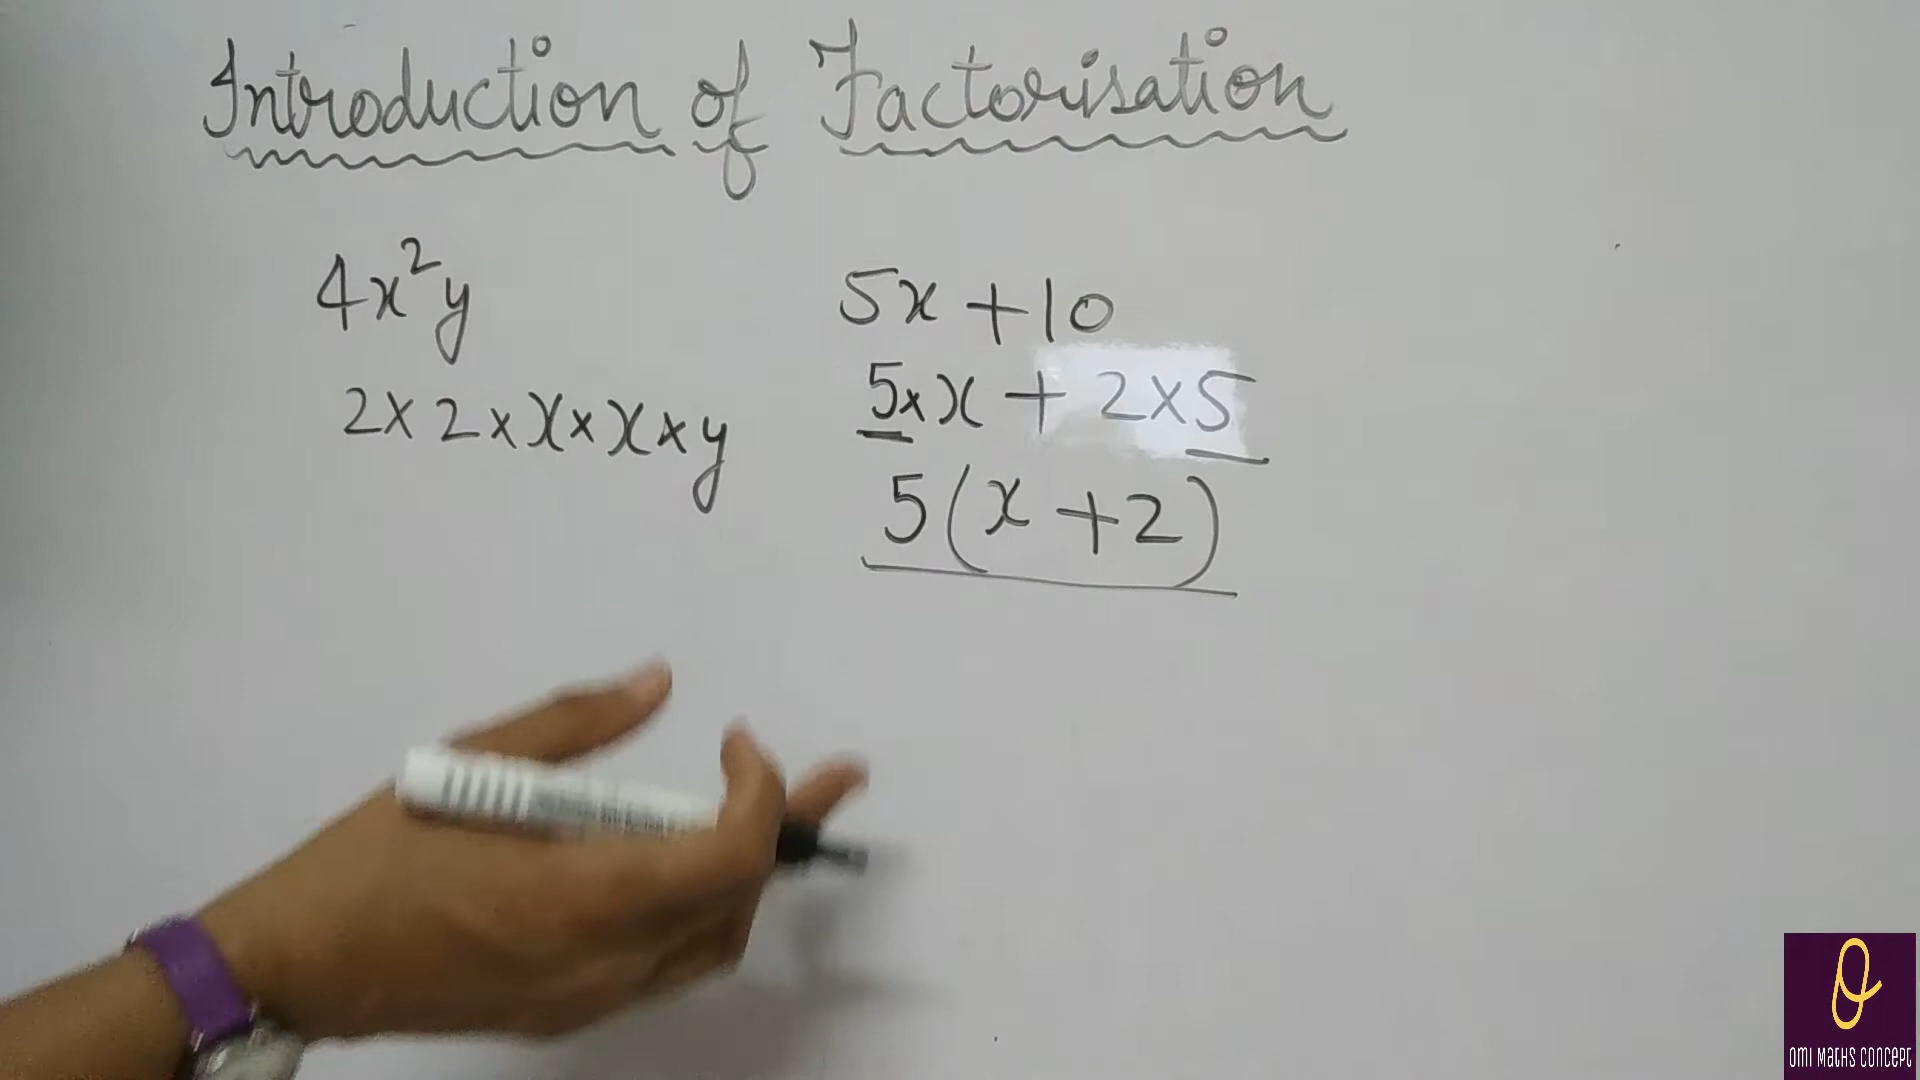 Introduction of Factorisation
4x²y
2×2×x×x×y
5x+10
5×x+2×5
5(x+2)
OMI MATHS CONCEPT